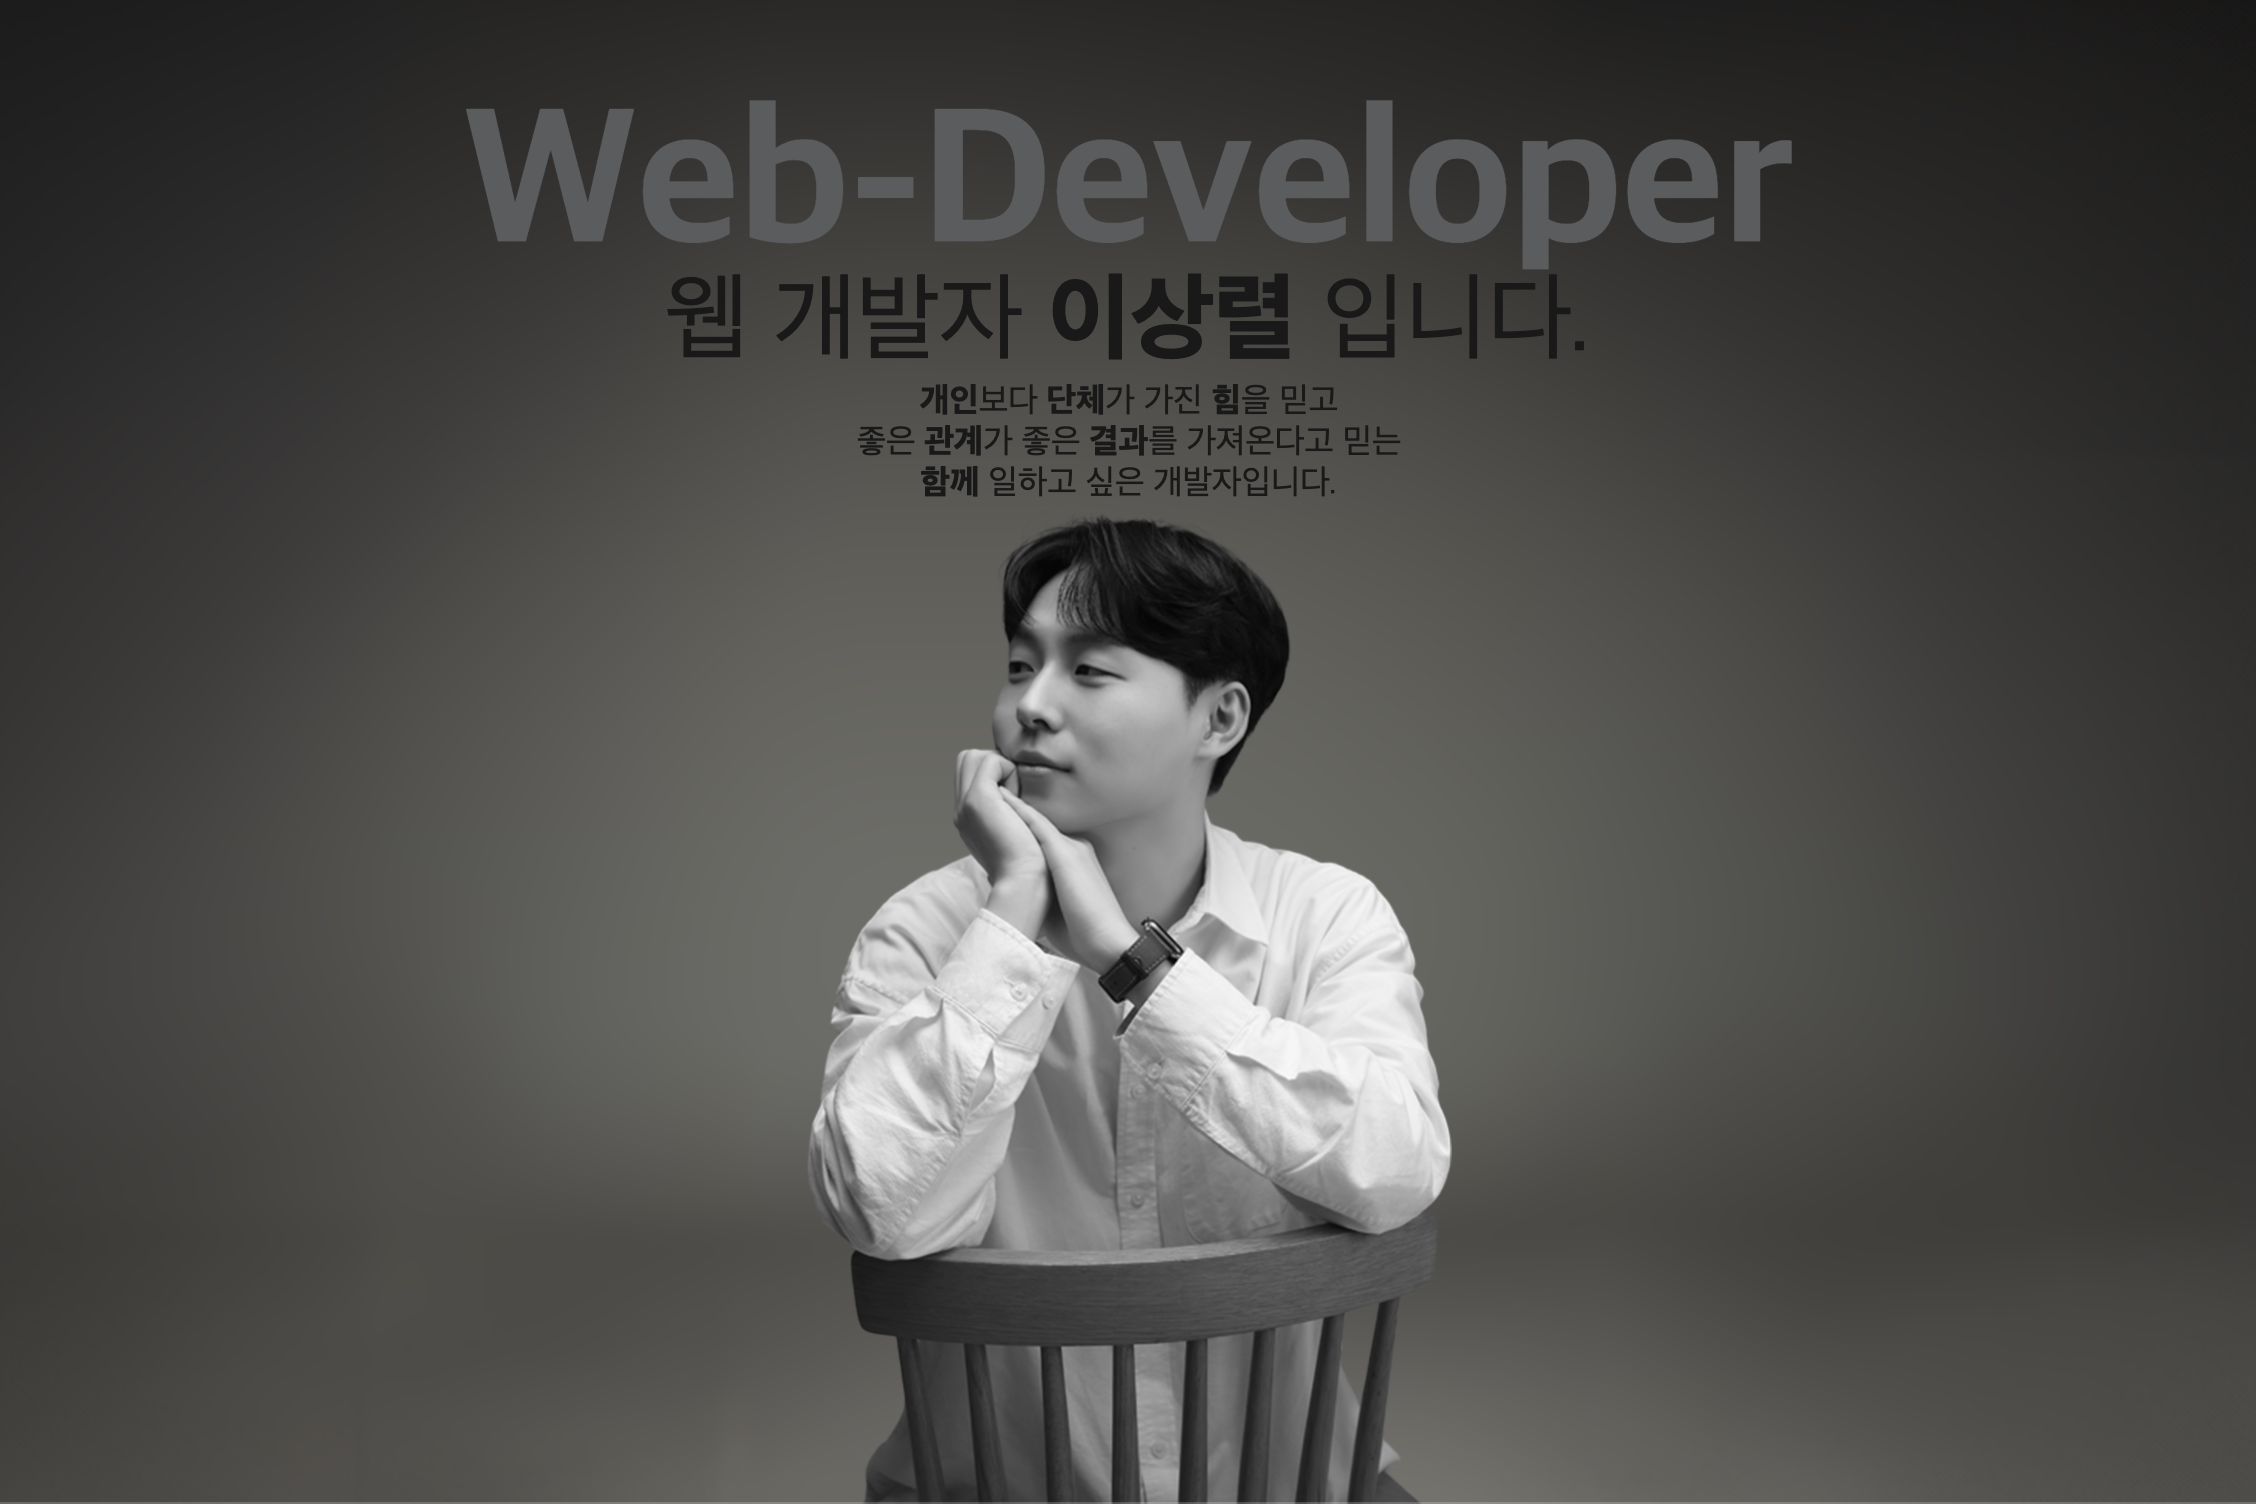 Web-Developer
웹 개발자 이상렬 입니다.
개인보다 단체가 가진 힘을 믿고
좋은 관계가 좋은 결과를 가져온다고 믿는
함께 일하고 싶은 개발자입니다.